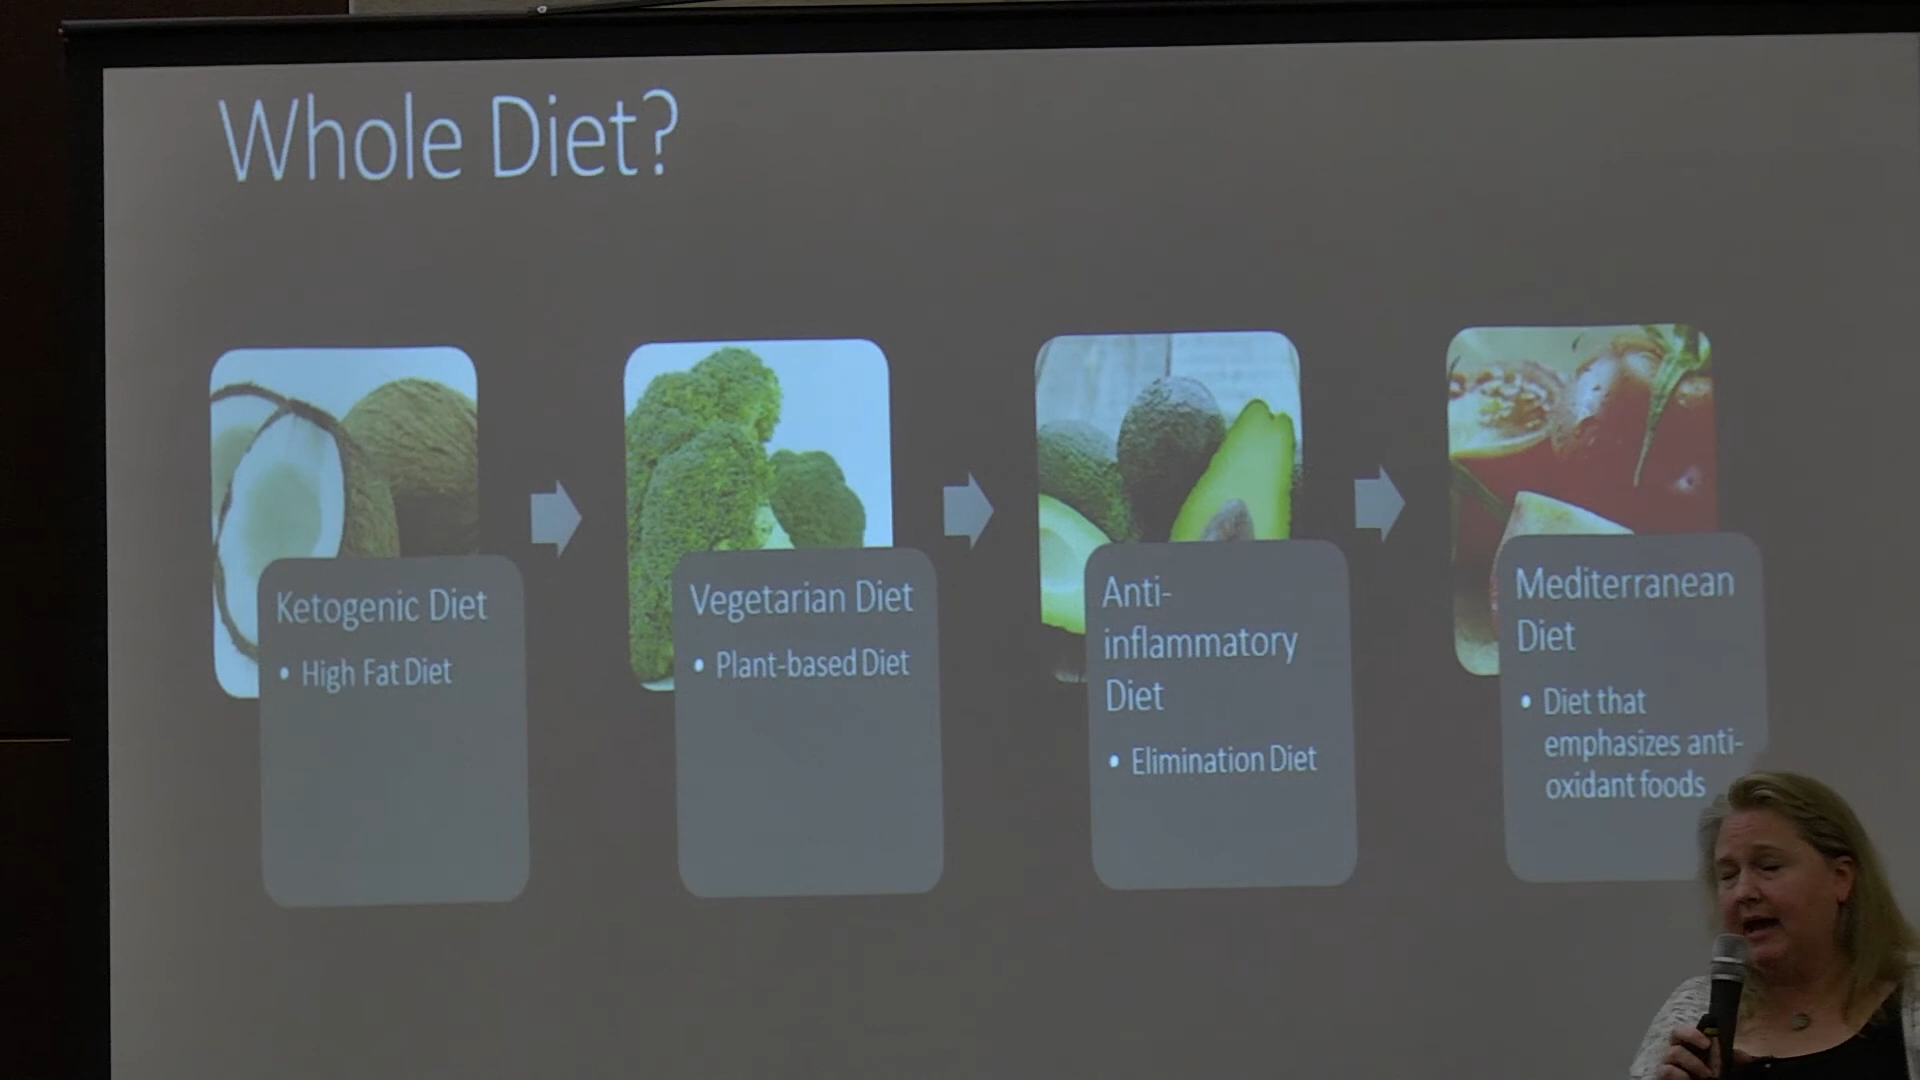 Whole Diet?
Ketogenic Diet
• High Fat Diet
Vegetarian Diet
• Plant-based Diet
Anti-
inflammatory
Diet
• Elimination Diet
Mediterranean
Diet
• Diet that
emphasizes anti-
oxidant foods